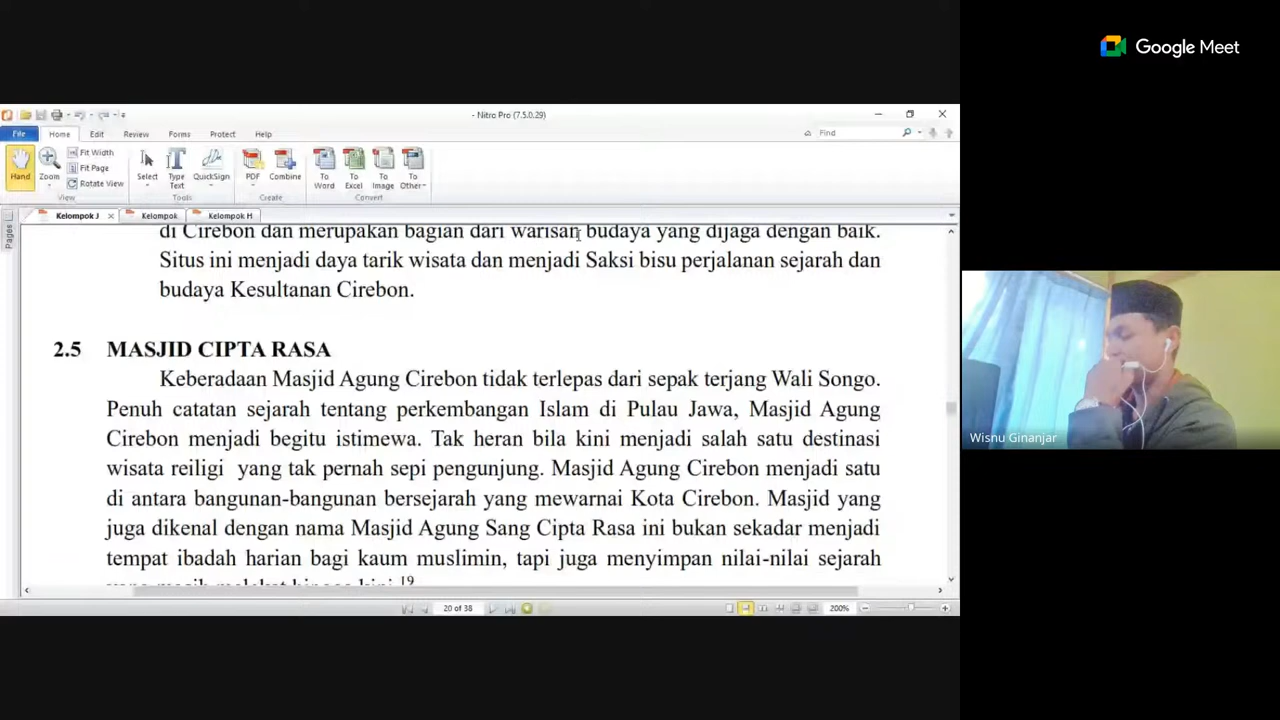 Google Meet
- Nitro Pro (7.5.0.29)
File Home Edit Review Forms Protect Help
Find
Hand
Zoom
Fit Width
Fit Page
Rotate View
View
Select
Type Text
QuickSign
Tools
PDF
Combine
Create
To Word
To Excel
To Image
To Other
Convert
Kelompok J
Kelompok
Kelompok H
Pages
di Cirebon dan merupakan bagian dari warisan budaya yang dijaga dengan baik.
Situs ini menjadi daya tarik wisata dan menjadi Saksi bisu perjalanan sejarah dan
budaya Kesultanan Cirebon.
2.5 MASJID CIPTA RASA
Keberadaan Masjid Agung Cirebon tidak terlepas dari sepak terjang Wali Songo.
Penuh catatan sejarah tentang perkembangan Islam di Pulau Jawa, Masjid Agung
Cirebon menjadi begitu istimewa. Tak heran bila kini menjadi salah satu destinasi
wisata reiligi yang tak pernah sepi pengunjung. Masjid Agung Cirebon menjadi satu
di antara bangunan-bangunan bersejarah yang mewarnai Kota Cirebon. Masjid yang
juga dikenal dengan nama Masjid Agung Sang Cipta Rasa ini bukan sekadar menjadi
tempat ibadah harian bagi kaum muslimin, tapi juga menyimpan nilai-nilai sejarah
yang masih melekat hingga kini.19
20 of 38
200%
Wisnu Ginanjar